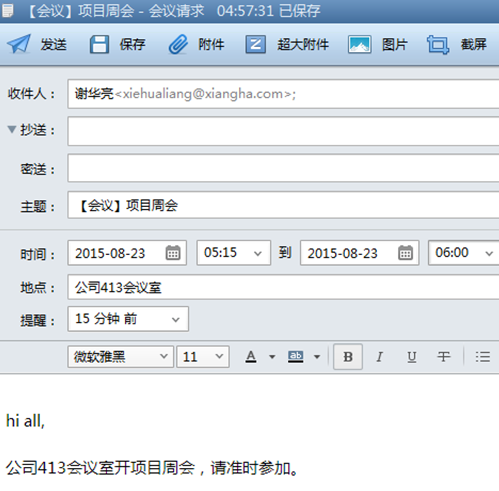 【会议】项目周会 - 会议请求 04:57:31 已保存
发送 保存 附件 超大附件 图片 截屏
收件人： 谢华亮<xiehualiang@xiangha.com>;
抄送：
密送：
主题： 【会议】项目周会
时间： 2015-08-23 05:15 到 2015-08-23 06:00
地点： 公司413会议室
提醒： 15 分钟 前
微软雅黑 11 A ab B I U T
hi all,
公司413会议室开项目周会，请准时参加。